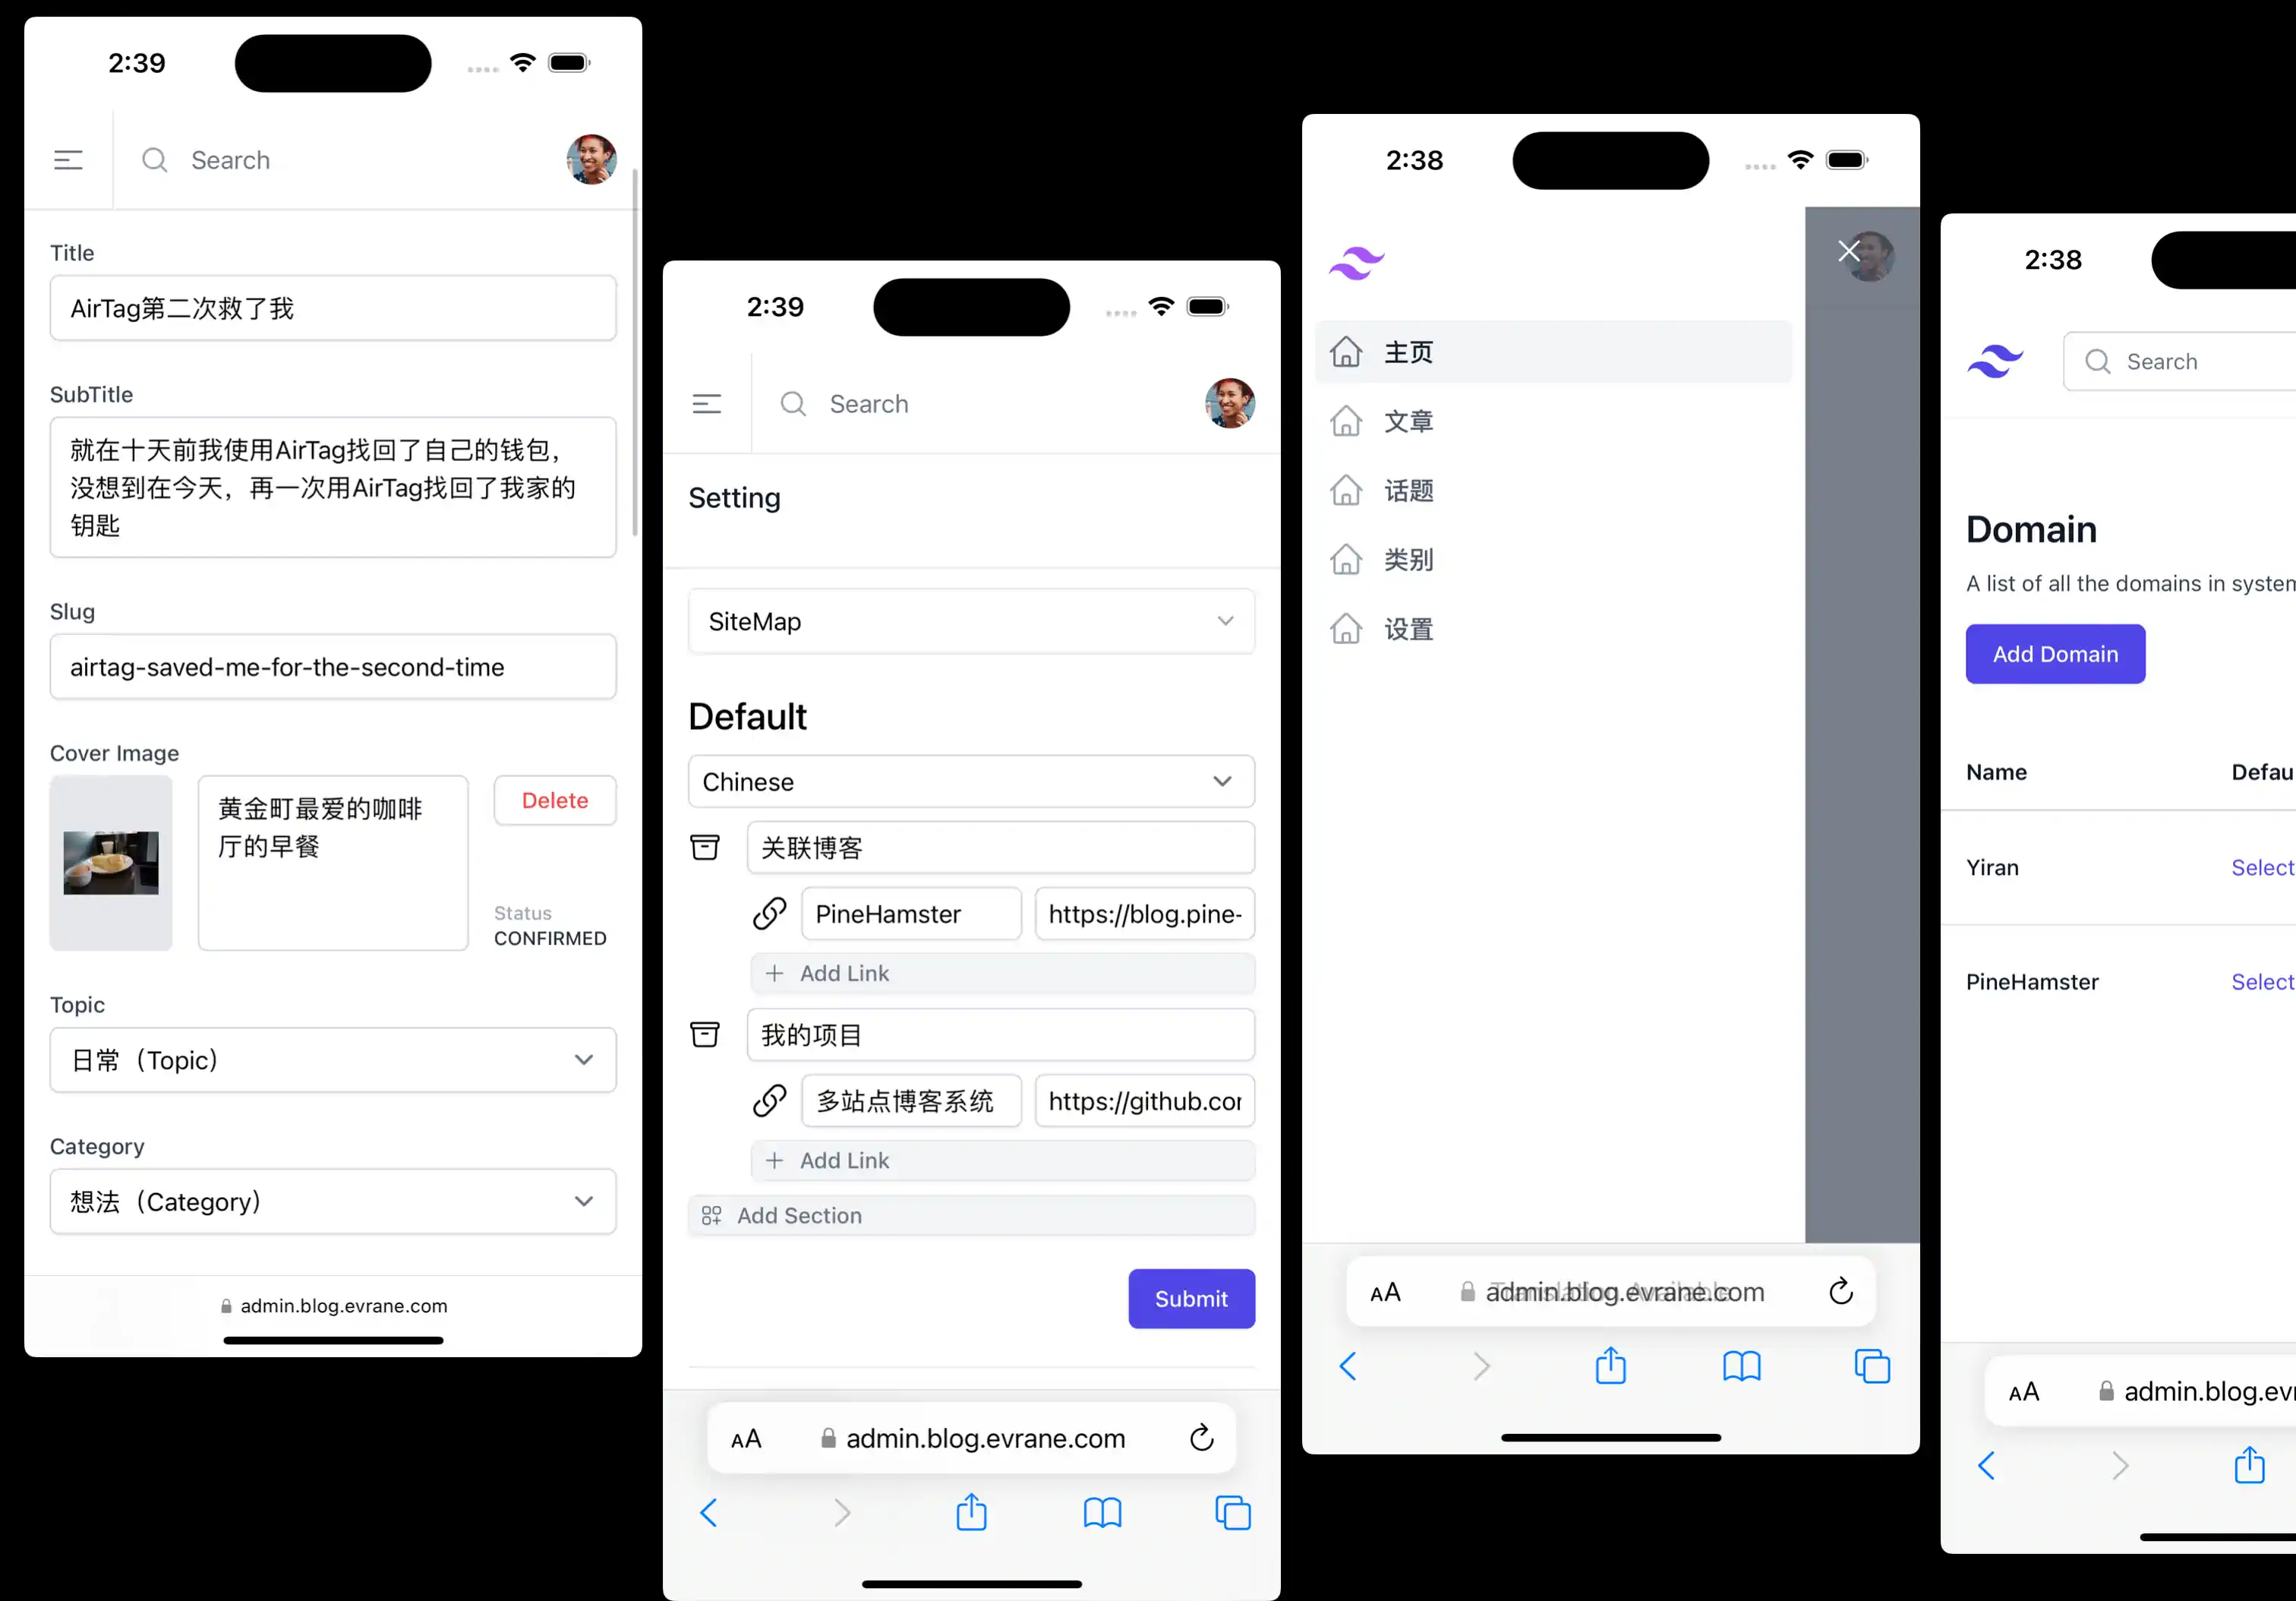 2:39
Search
Title
AirTag第二次救了我
SubTitle
就在十天前我使用AirTag找回了自己的钱包，
没想到在今天，再一次用AirTag找回了我家的
钥匙
Slug
airtag-saved-me-for-the-second-time
Cover Image
黄金町最爱的咖啡
厅的早餐
Delete
Status
CONFIRMED
Topic
日常（Topic）
Category
想法（Category）
admin.blog.evrane.com
2:39
Search
Setting
SiteMap
Default
Chinese
关联博客
PineHamster
https://blog.pine-
Add Link
我的项目
多站点博客系统
https://github.cor
Add Link
Add Section
Submit
AA
admin.blog.evrane.com
2:38
主页
文章
话题
类别
设置
AA
admin.blog.evrane.com
2:38
Search
Domain
A list of all the domains in system
Add Domain
Name
Defau
Yiran
Select
PineHamster
Select
AA
admin.blog.evr